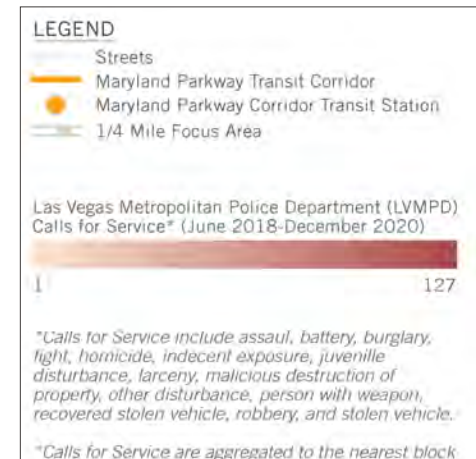 LEGEND
Streets
Maryland Parkway Transit Corridor
Maryland Parkway Corridor Transit Station
1/4 Mile Focus Area
Las Vegas Metropolitan Police Department (LVMPD)
Calls for Service* (June 2018-December 2020)
1 127
*Calls for Service include assaul, battery, burglary,
fight, homicide, indecent exposure, juvenille
disturbance, larceny, malicious destruction of
property, other disturbance, person with weapon,
recovered stolen vehicle, robbery, and stolen vehicle.
*Calls for Service are aggregated to the nearest block